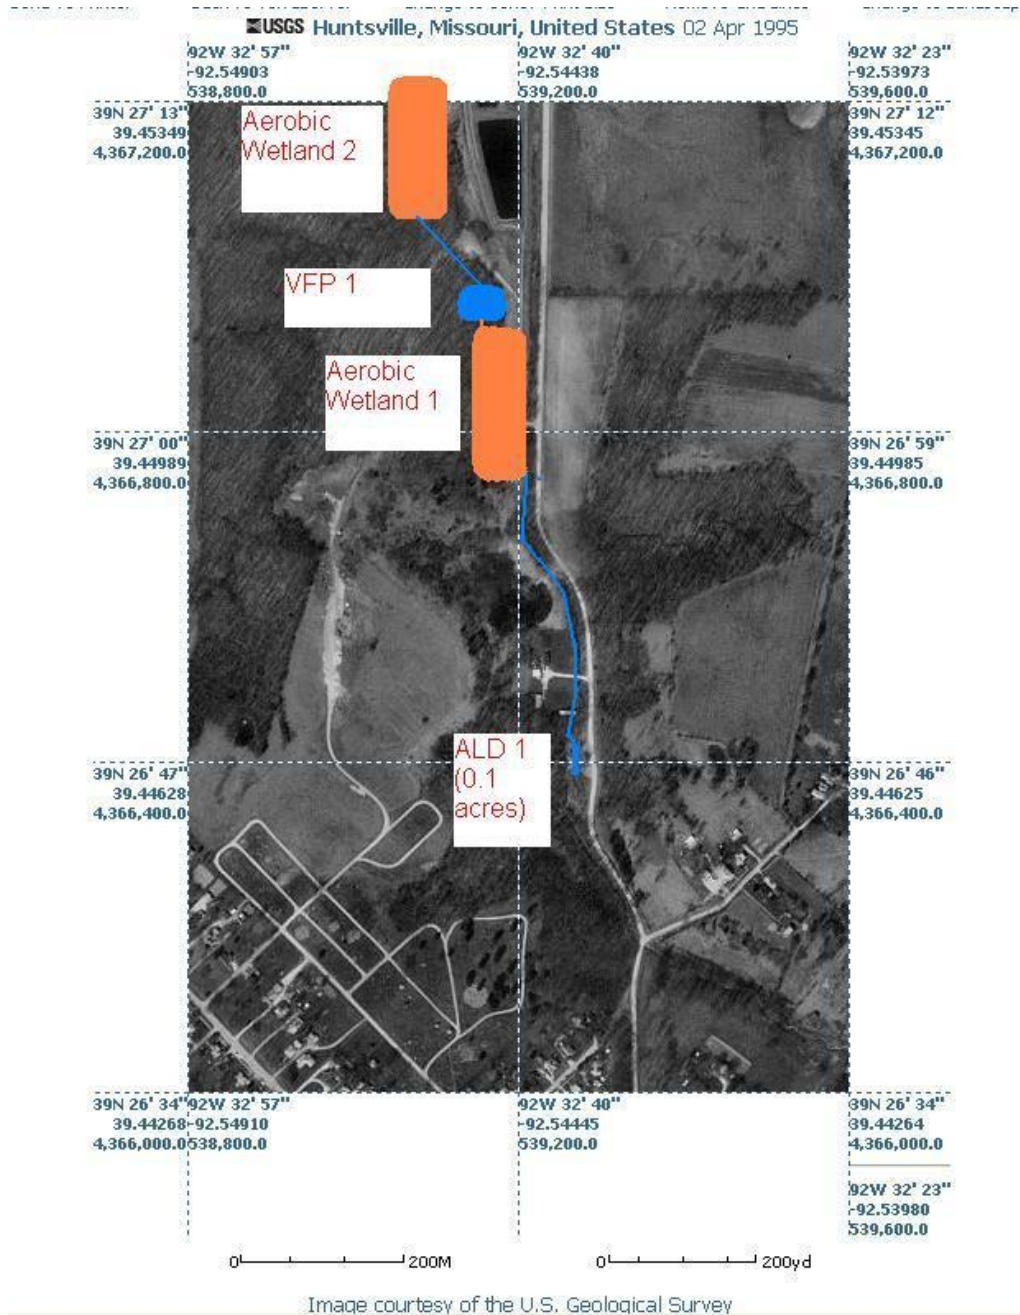 USGS Huntsville, Missouri, United States 02 Apr 1995
92W 32' 57" 92W 32' 40" 92W 32' 23"
-92.54903 -92.54438 -92.53973
538,800.0 539,200.0 539,600.0
39N 27' 13" 39N 27' 12"
39.45349 39.45345
4,367,200.0 4,367,200.0
Aerobic
Wetland 2
VFP 1
Aerobic
Wetland 1
39N 27' 00" 39N 26' 59"
39.44989 39.44985
4,366,800.0 4,366,800.0
ALD 1
(0.1
acres)
39N 26' 47" 39N 26' 46"
39.44628 39.44625
4,366,400.0 4,366,400.0
39N 26' 34" 92W 32' 57" 92W 32' 40" 39N 26' 34"
39.44268 -92.54910 -92.54445 39.44264
4,366,000.0 538,800.0 539,200.0 4,366,000.0
92W 32' 23"
-92.53980
539,600.0
0 200M 0 200yd
Image courtesy of the U.S. Geological Survey